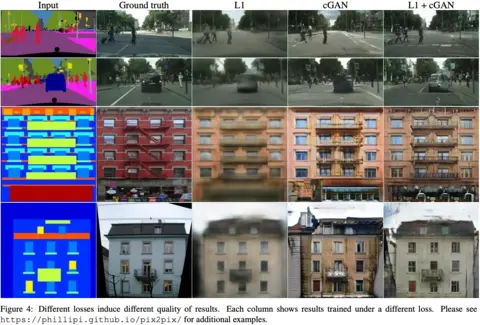 Input Ground truth L1 cGAN L1 + cGAN
Figure 4: Different losses induce different quality of results. Each column shows results trained under a different loss. Please see
https://phillipi.github.io/pix2pix/ for additional examples.